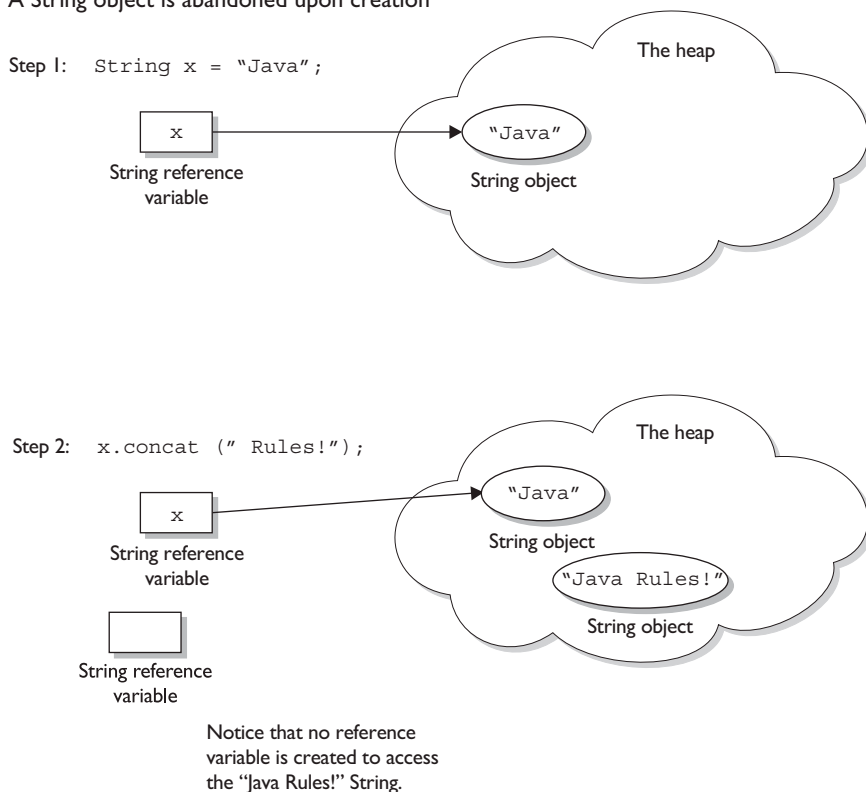 A String object is abandoned upon creation
The heap
Step 1: String x = “Java”;
x
“Java”
String reference
variable
String object
The heap
Step 2: x.concat (” Rules!”);
“Java”
x
String object
String reference
variable
“Java Rules!”
String object
String reference
variable
Notice that no reference
variable is created to access
the “Java Rules!” String.